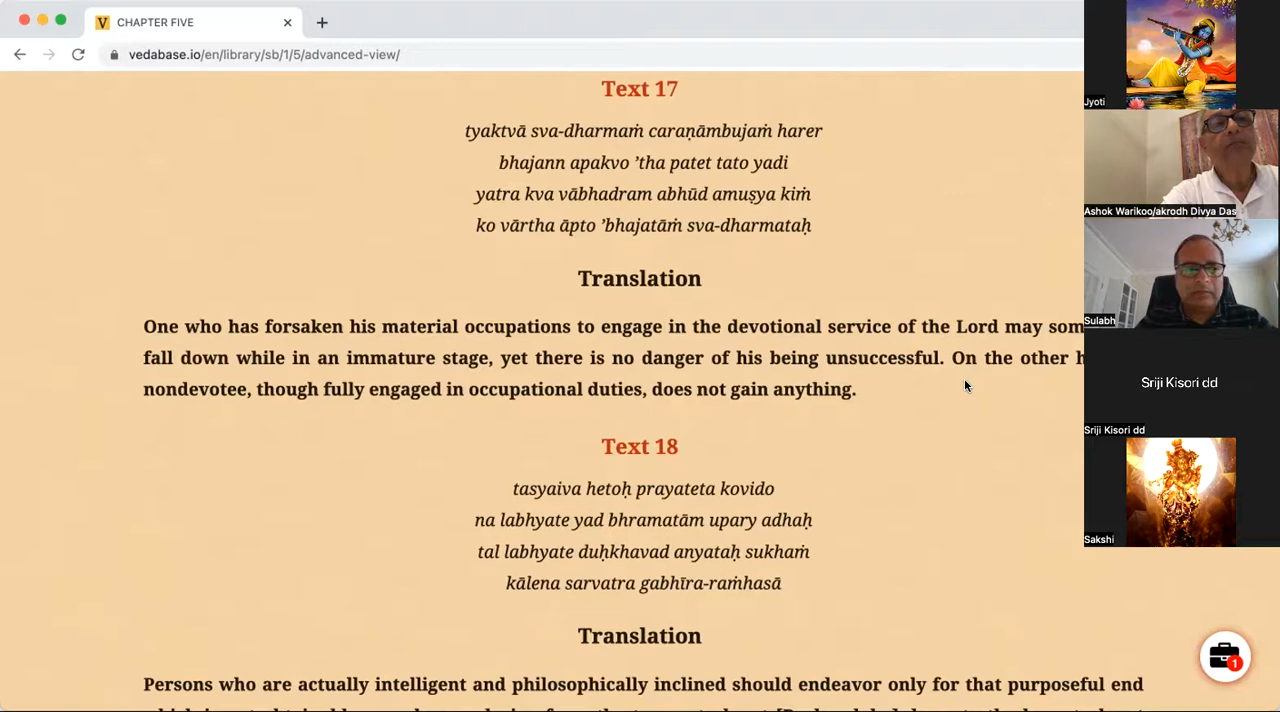 CHAPTER FIVE
vedabase.io/en/library/sb/1/5/advanced-view/
Text 17
tyaktvā sva-dharmaṁ caraṇāmbujaṁ harer
bhajann apakvo ’tha patet tato yadi
yatra kva vābhadram abhūd amuṣya kiṁ
ko vārtha āpto ’bhajatāṁ sva-dharmataḥ
Translation
One who has forsaken his material occupations to engage in the devotional service of the Lord may som
fall down while in an immature stage, yet there is no danger of his being unsuccessful. On the other h
nondevotee, though fully engaged in occupational duties, does not gain anything.
Text 18
tasyaiva hetoḥ prayateta kovido
na labhyate yad bhramatām upary adhaḥ
tal labhyate duḥkhavad anyataḥ sukhaṁ
kālena sarvatra gabhīra-raṁhasā
Translation
Persons who are actually intelligent and philosophically inclined should endeavor only for that purposeful end
Jyoti
Ashok Warikoo/akrodh Divya Das
Sulabh
Sriji Kisori dd
Sriji Kisori dd
Sakshi
1